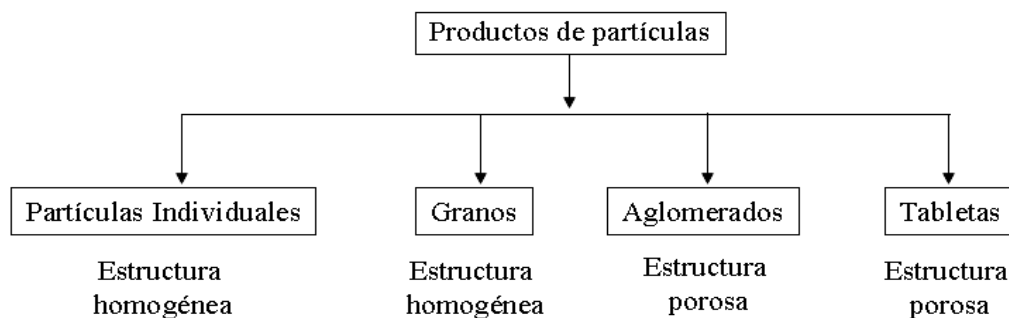 Productos de partículas
Partículas Individuales
Granos
Aglomerados
Tabletas
Estructura
homogénea
Estructura
homogénea
Estructura
porosa
Estructura
porosa